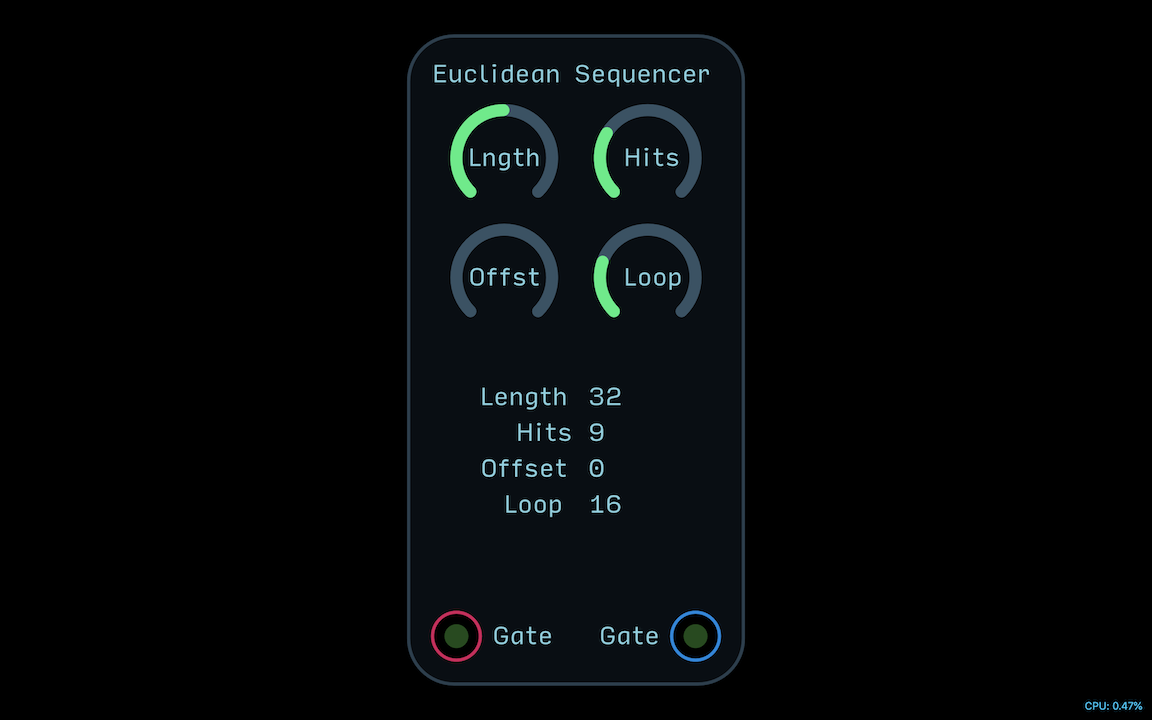 Euclidean Sequencer
Lngth Hits
Offst Loop
Length 32
Hits 9
Offset 0
Loop 16
Gate Gate
CPU: 0.47%